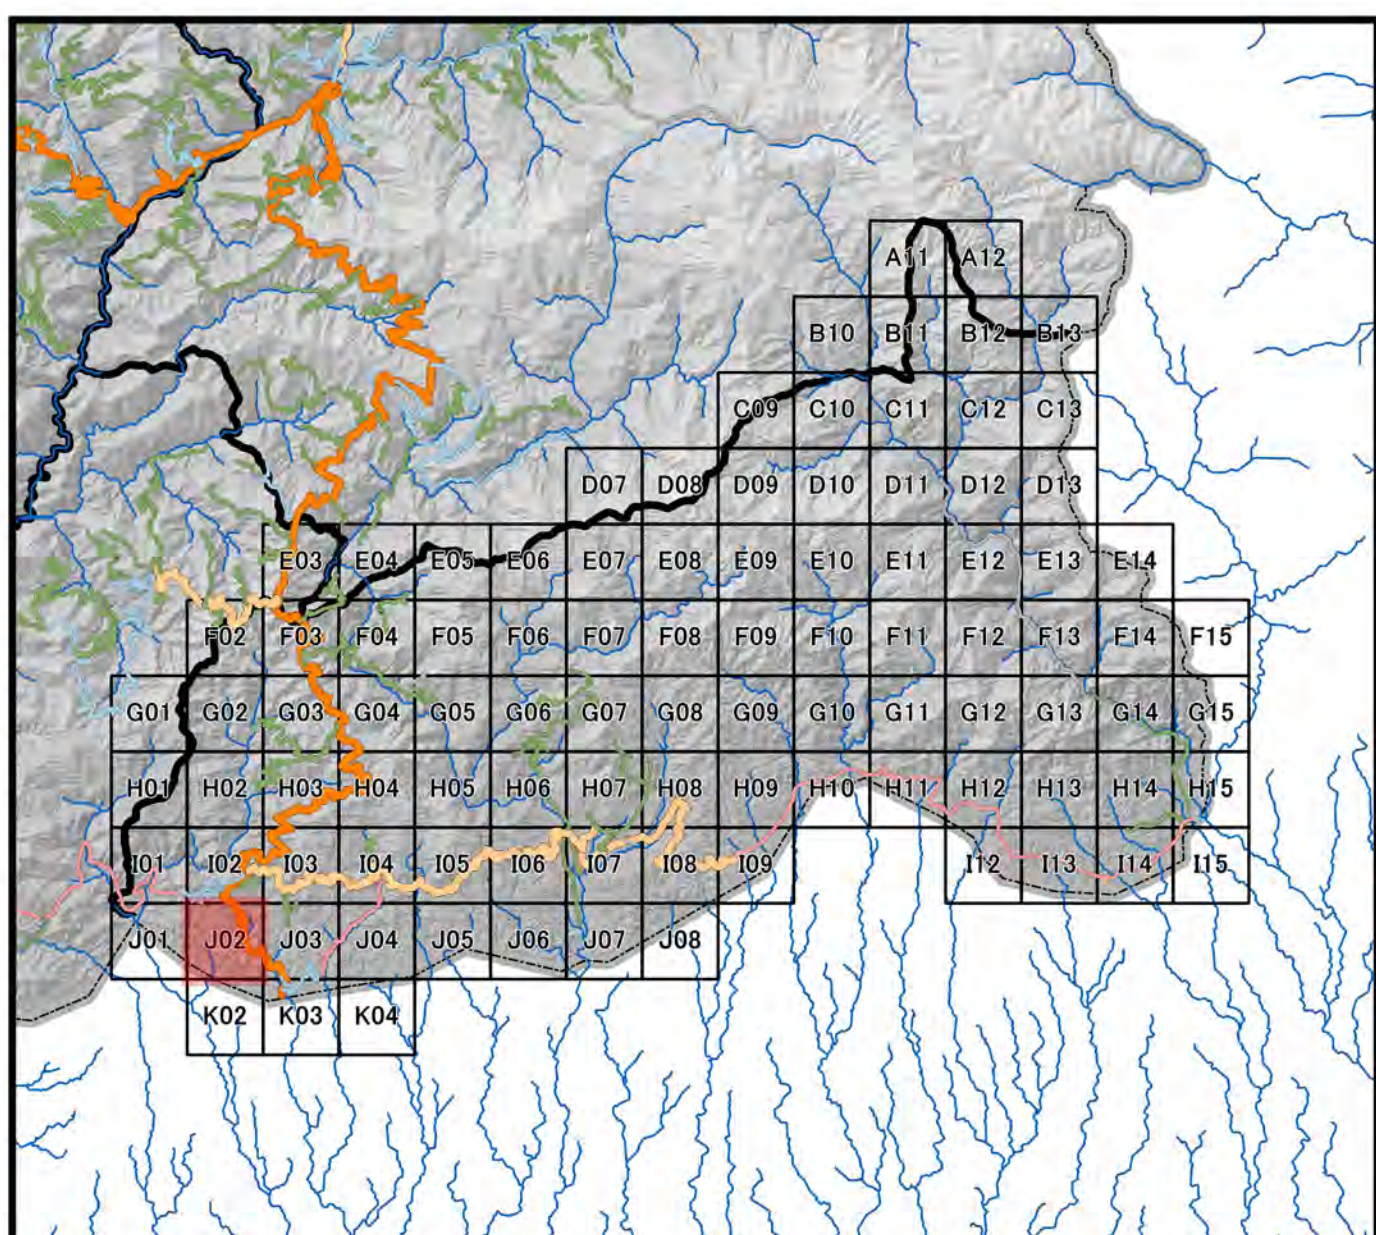 A11 A12
B10 B11 B12 B13
C09 C10 C11 C12 C13
D07 D08 D09 D10 D11 D12 D13
E03 E04 E05 E06 E07 E08 E09 E10 E11 E12 E13 E14
F02 F03 F04 F05 F06 F07 F08 F09 F10 F11 F12 F13 F14 F15
G01 G02 G03 G04 G05 G06 G07 G08 G09 G10 G11 G12 G13 G14 G15
H01 H02 H03 H04 H05 H06 H07 H08 H09 H10 H11 H12 H13 H14 H15
I01 I02 I03 I04 I05 I06 I07 I08 I09 I12 I13 I14 I15
J01 J02 J03 J04 J05 J06 J07 J08
K02 K03 K04